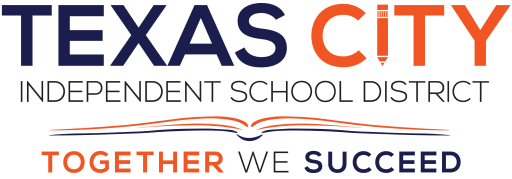 TEXAS CiTY
INDEPENDENT SCHOOL DISTRICT
TOGETHER WE SUCCEED